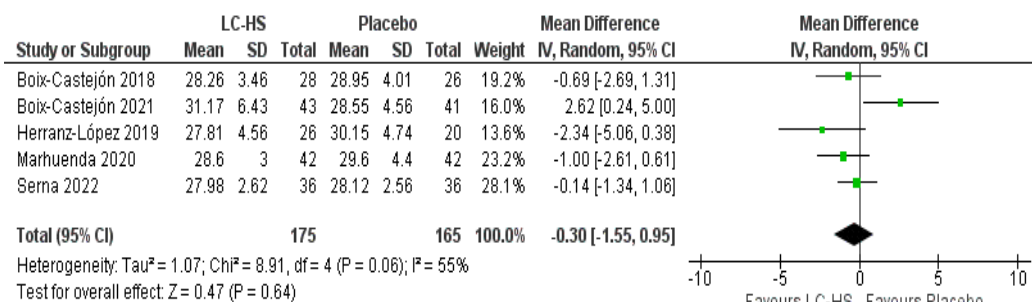 LC-HS Placebo Mean Difference Mean Difference
Study or Subgroup Mean SD Total Mean SD Total Weight IV, Random, 95% CI IV, Random, 95% CI
Boix-Castejón 2018 28.26 3.46 28 28.95 4.01 26 19.2% -0.69 [-2.69, 1.31]
Boix-Castejón 2021 31.17 6.43 43 28.55 4.56 41 16.0% 2.62 [0.24, 5.00]
Herranz-López 2019 27.81 4.56 26 30.15 4.74 20 13.6% -2.34 [-5.06, 0.38]
Marhuenda 2020 28.6 3 42 29.6 4.4 42 23.2% -1.00 [-2.61, 0.61]
Serna 2022 27.98 2.62 36 28.12 2.56 36 28.1% -0.14 [-1.34, 1.06]
Total (95% CI) 175 165 100.0% -0.30 [-1.55, 0.95]
Heterogeneity: Tau² = 1.07; Chi² = 8.91, df = 4 (P = 0.06); I² = 55%
Test for overall effect: Z = 0.47 (P = 0.64)
-10 -5 0 5 10
Favours LC-HS Favours Placebo